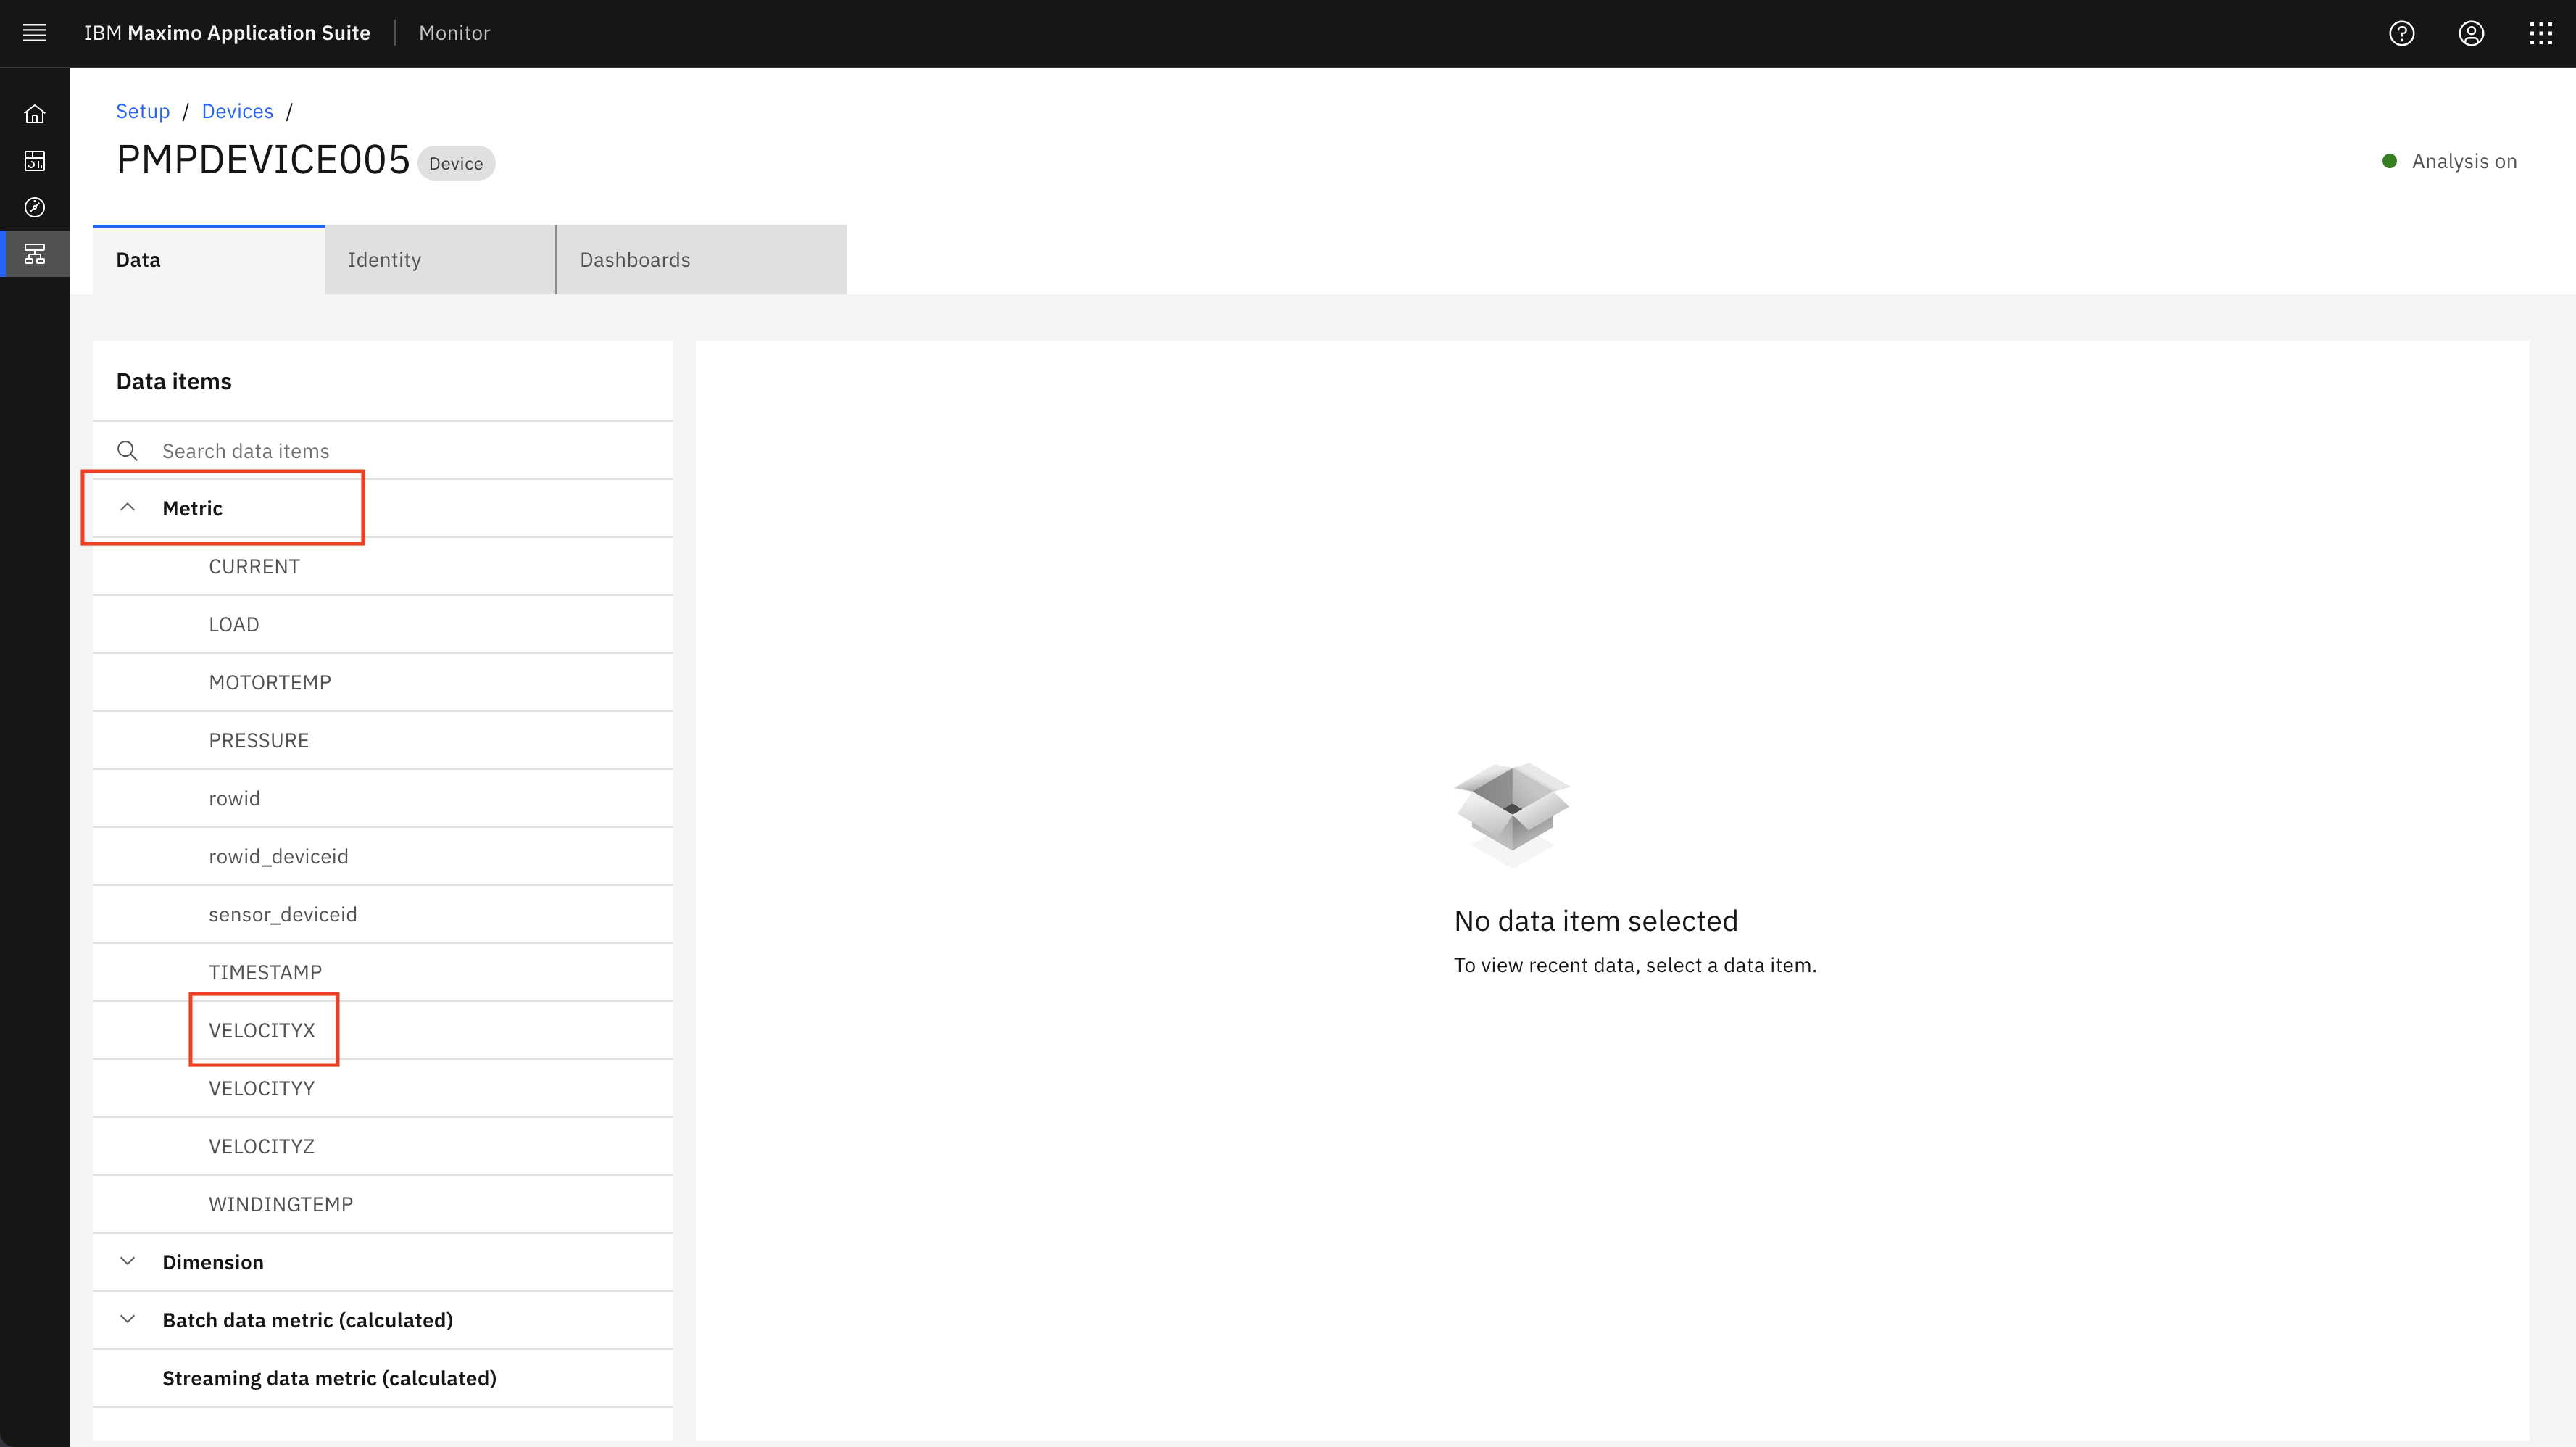 IBM Maximo Application Suite Monitor
Setup / Devices /
PMPDEVICE005 Device
Analysis on
Data Identity Dashboards
Data items
Search data items
Metric
CURRENT
LOAD
MOTORTEMP
PRESSURE
rowid
rowid_deviceid
sensor_deviceid
TIMESTAMP
VELOCITYX
VELOCITYY
VELOCITYZ
WINDINGTEMP
Dimension
Batch data metric (calculated)
Streaming data metric (calculated)
No data item selected
To view recent data, select a data item.